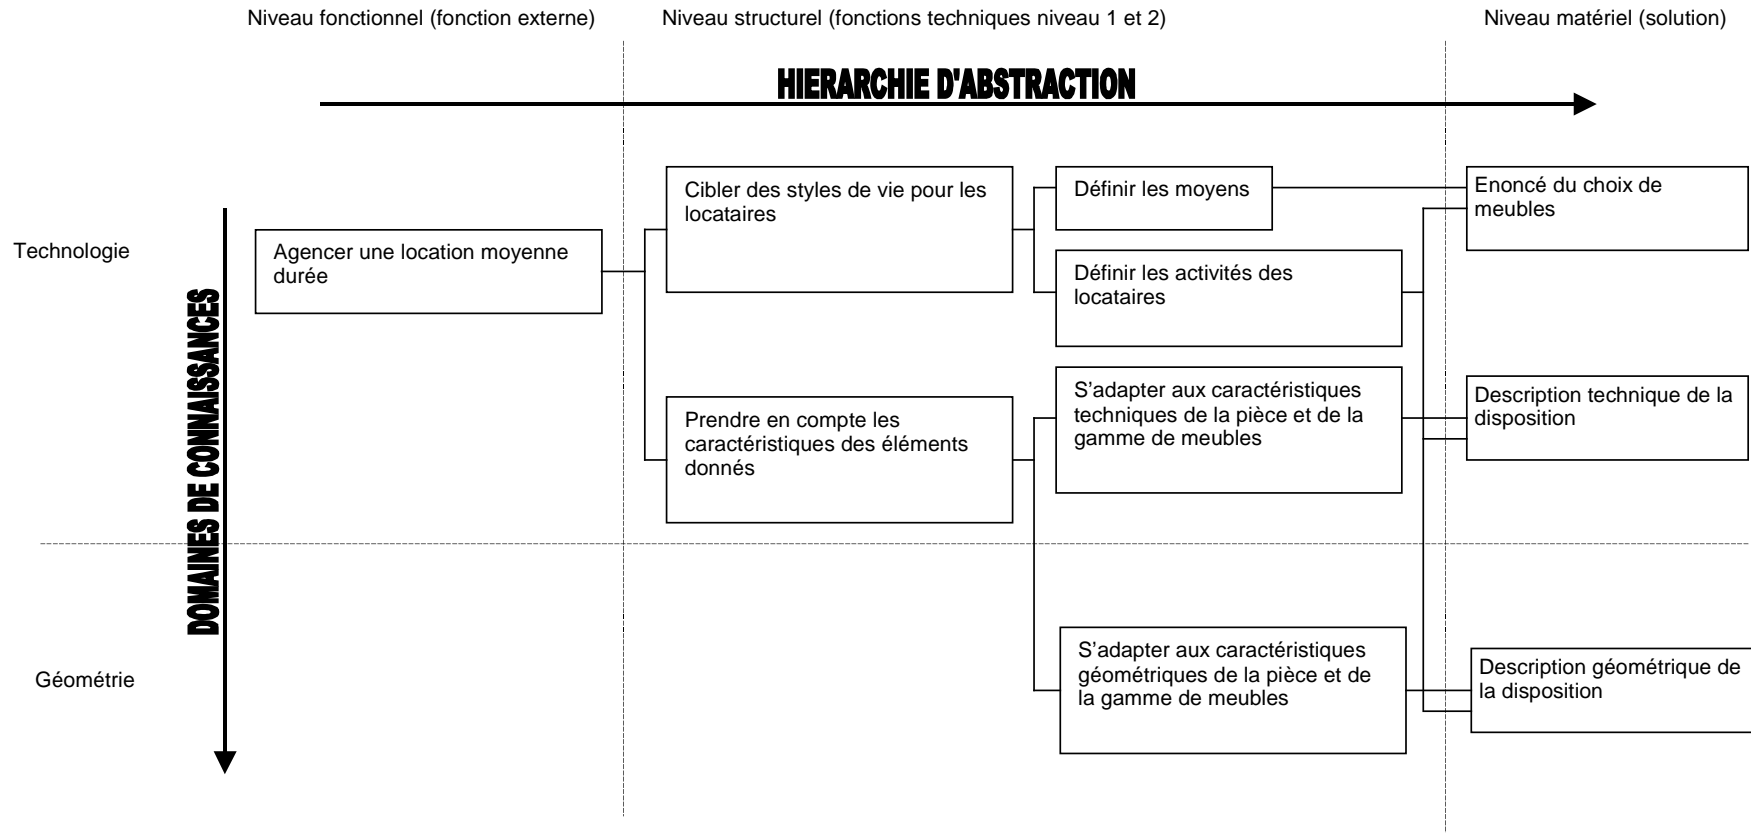 Niveau fonctionnel (fonction externe)
Niveau structurel (fonctions techniques niveau 1 et 2)
Niveau matériel (solution)
HIERARCHIE D'ABSTRACTION
DOMAINES DE CONNAISSANCES
Technologie
Agencer une location moyenne
durée
Cibler des styles de vie pour les
locataires
Définir les moyens
Enoncé du choix de
meubles
Définir les activités des
locataires
Prendre en compte les
caractéristiques des éléments
donnés
S’adapter aux caractéristiques
techniques de la pièce et de la
gamme de meubles
Description technique de la
disposition
Géométrie
S’adapter aux caractéristiques
géométriques de la pièce et de
la gamme de meubles
Description géométrique de
la disposition